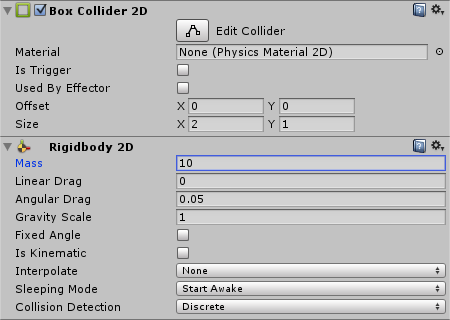 Box Collider 2D
Edit Collider
Material None (Physics Material 2D)
Is Trigger
Used By Effector
Offset X 0 Y 0
Size X 2 Y 1
Rigidbody 2D
Mass 10
Linear Drag 0
Angular Drag 0.05
Gravity Scale 1
Fixed Angle
Is Kinematic
Interpolate None
Sleeping Mode Start Awake
Collision Detection Discrete